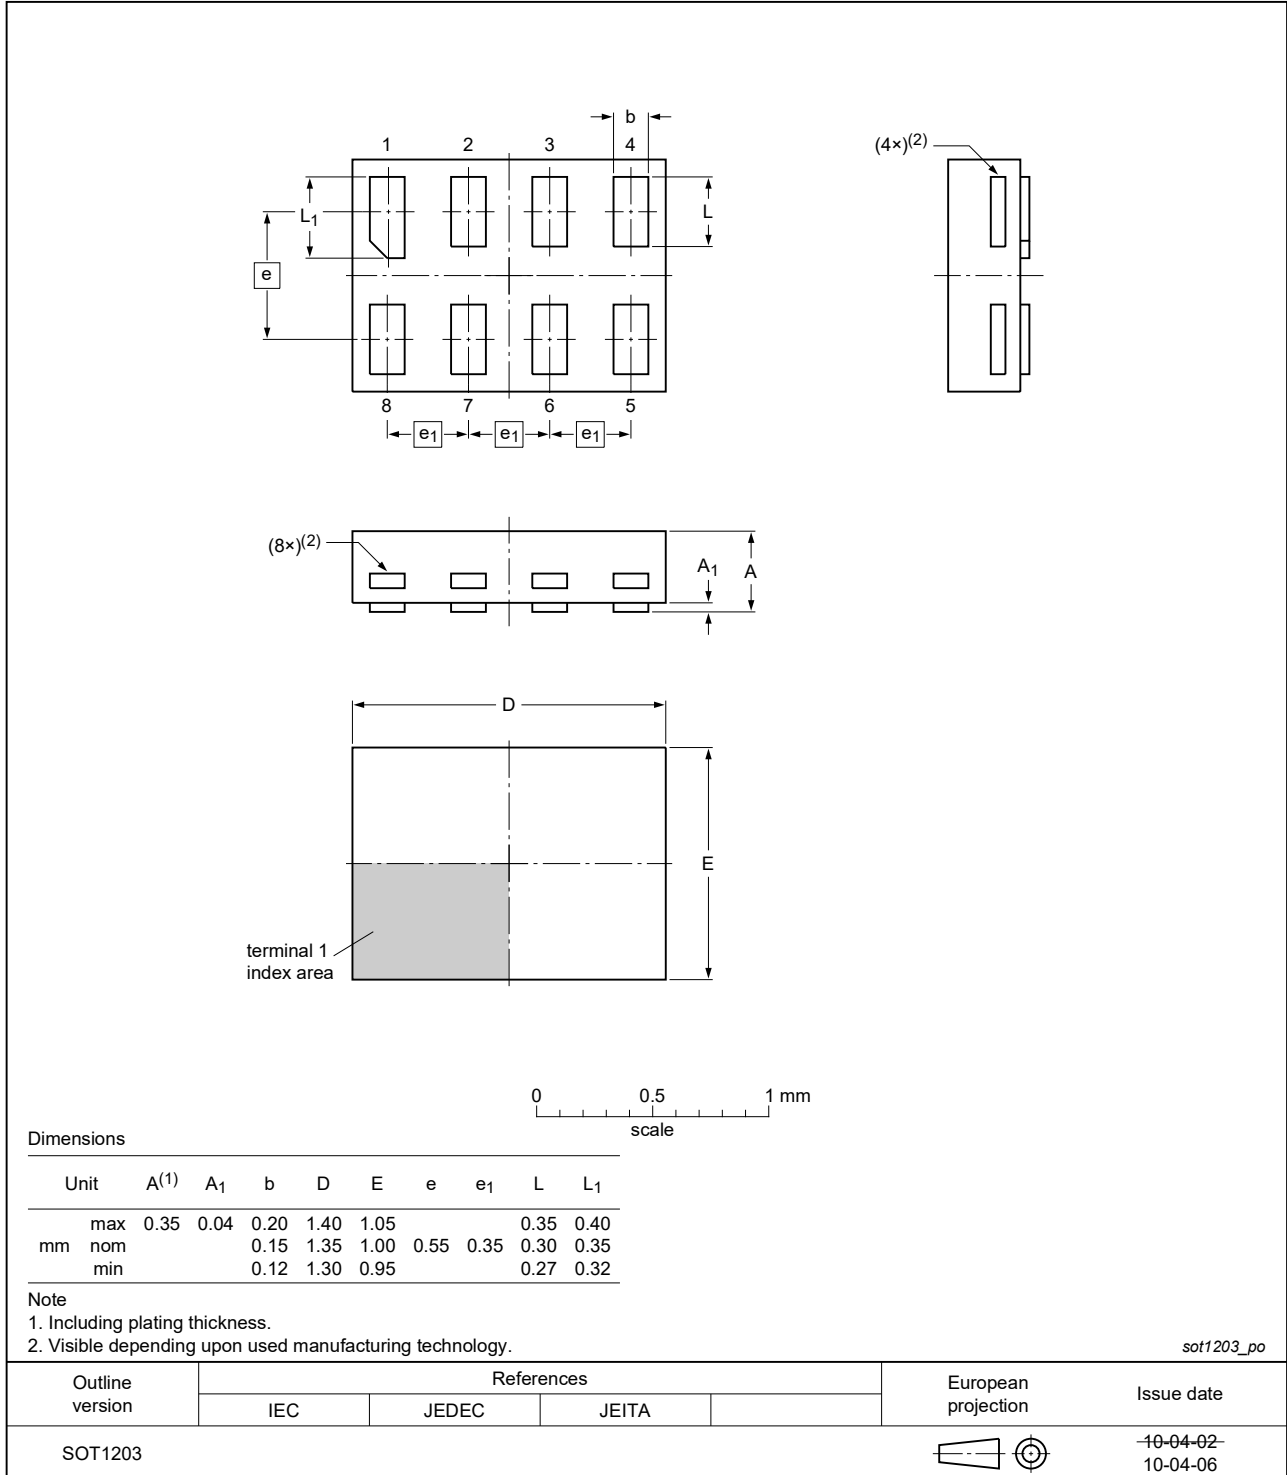 b
1 2 3 4
(4×)(2)
L1
L
e
8 7 6 5
e1 e1 e1
(8×)(2)
A1
A
D
E
terminal 1
index area
0 0.5 1 mm
scale
Dimensions
Unit A(1) A1 b D E e e1 L L1
max 0.35 0.04 0.20 1.40 1.05 0.35 0.40
mm nom 0.15 1.35 1.00 0.55 0.35 0.30 0.35
min 0.12 1.30 0.95 0.27 0.32
Note
1. Including plating thickness.
2. Visible depending upon used manufacturing technology.
sot1203_po
Outline
version
References
IEC JEDEC JEITA
European
projection
Issue date
SOT1203
10-04-02
10-04-06